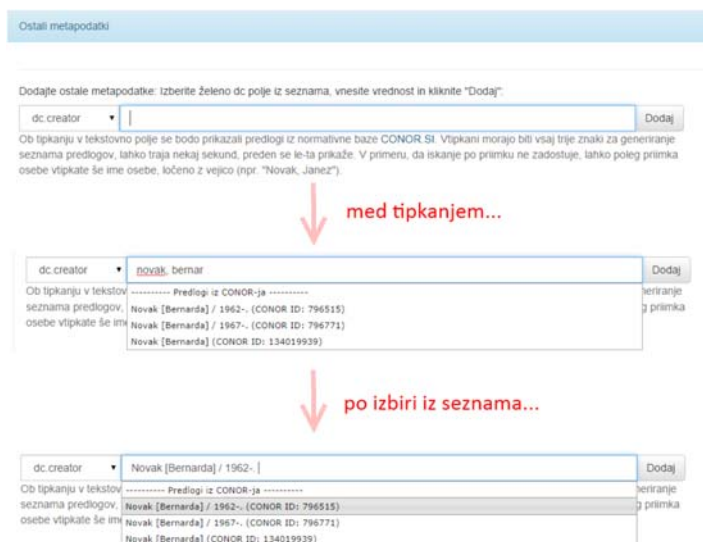 Ostali metapodatki
Dodajte ostale metapodatke: Izberite želeno dc polje iz seznama, vnesite vrednost in kliknite "Dodaj":
dc.creator Dodaj
Ob tipkanju v tekstovno polje se bodo prikazali predlogi iz normativne baze CONOR.SI. Vtipkani morajo biti vsaj trije znaki za generiranje
seznama predlogov, lahko traja nekaj sekund, preden se le-ta prikaže. V primeru, da iskanje po priimku ne zadostuje, lahko poleg priimka
osebe vtipkate še ime osebe, ločeno z vejico (npr. "Novak, Janez").
med tipkanjem...
dc.creator novak, bernar Dodaj
Ob tipkanju v tekstov ---------- Predlogi iz CONOR-ja ---------- neriranje
seznama predlogov, Novak [Bernarda] / 1962-. (CONOR ID: 796515) g priimka
osebe vtipkate še ime Novak [Bernarda] / 1967-. (CONOR ID: 796771)
Novak [Bernarda] (CONOR ID: 134019939)
po izbiri iz seznama...
dc.creator Novak [Bernarda] / 1962-. Dodaj
Ob tipkanju v tekstov ---------- Predlogi iz CONOR-ja ---------- neriranje
seznama predlogov, Novak [Bernarda] / 1962-. (CONOR ID: 796515) g priimka
osebe vtipkate še ime Novak [Bernarda] / 1967-. (CONOR ID: 796771)
Novak [Bernarda] (CONOR ID: 134019939)